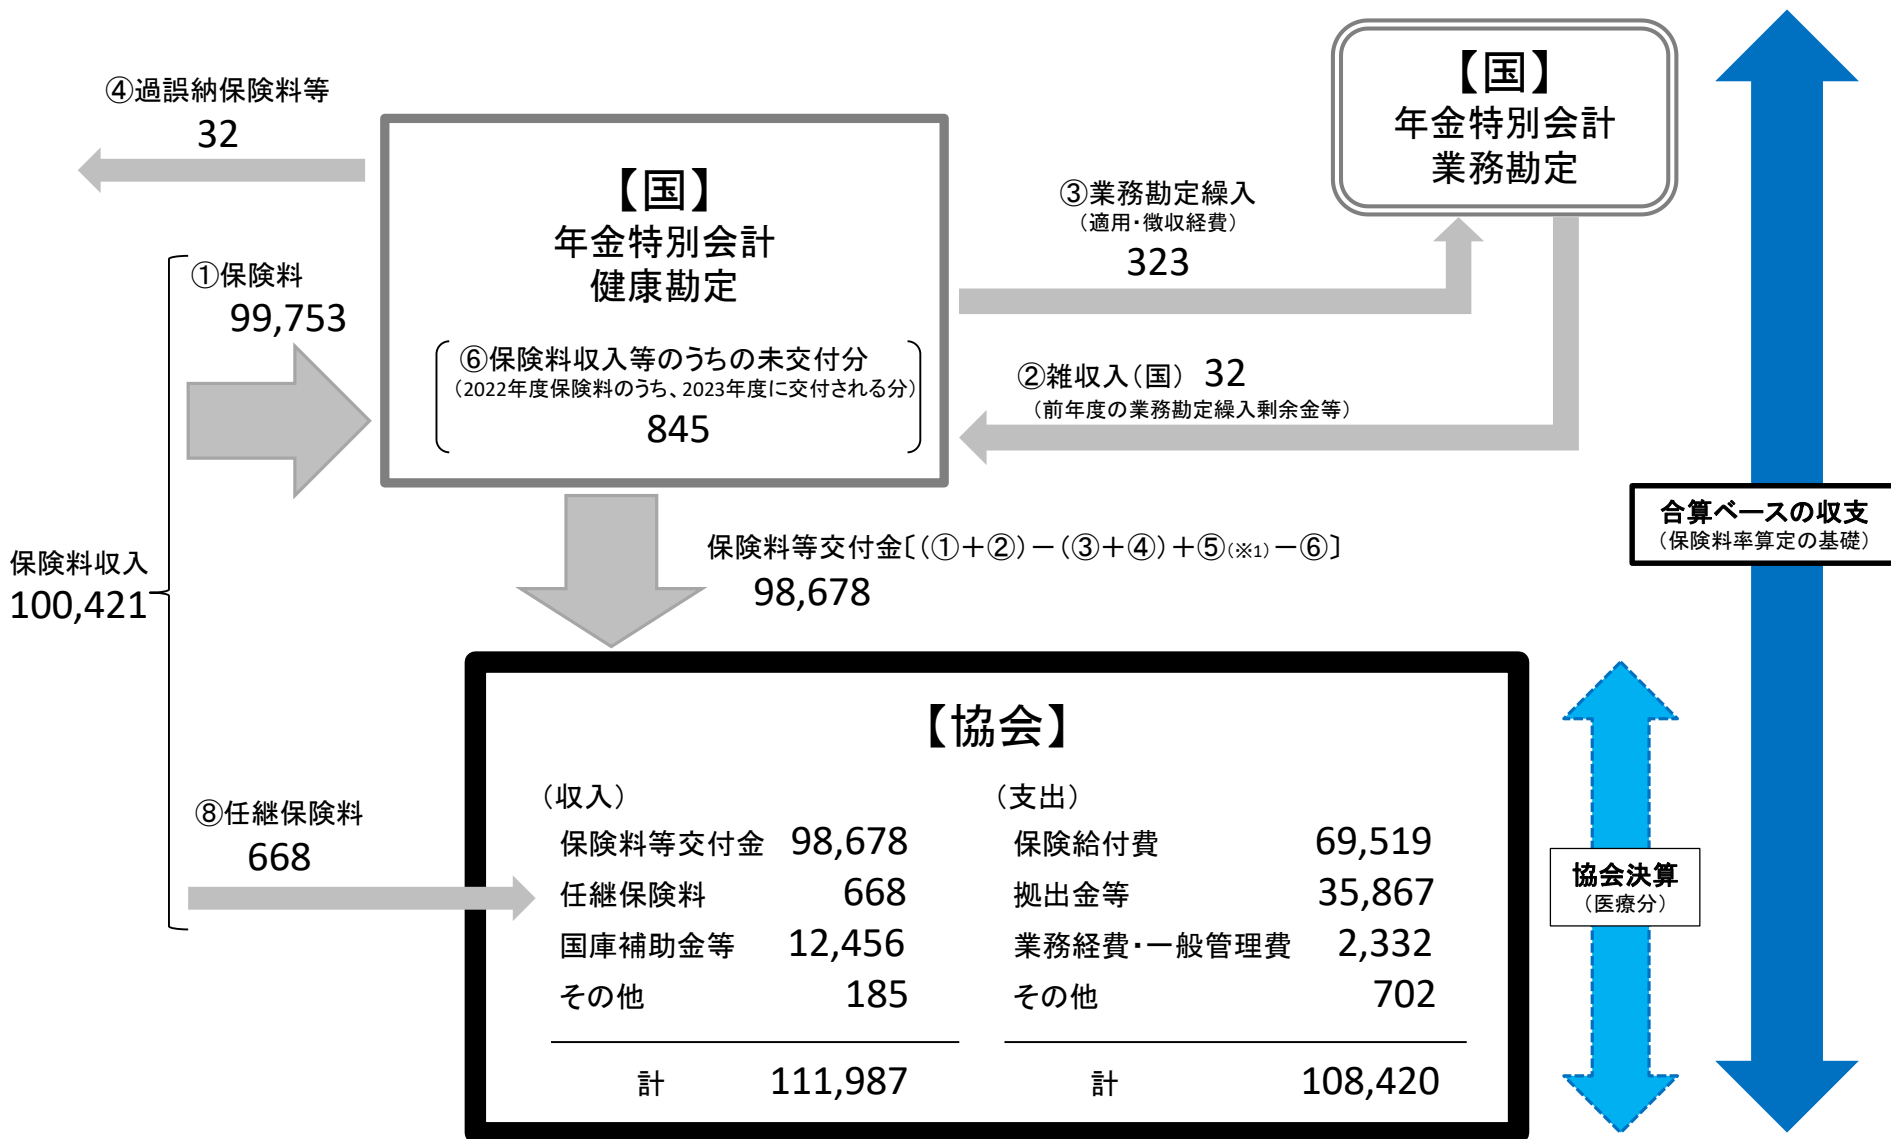 ④過誤納保険料等
32
【国】
年金特別会計
業務勘定
【国】
年金特別会計
健康勘定
③業務勘定繰入
（適用・徴収経費）
323
①保険料
99,753
⑥保険料収入等のうちの未交付分
（2022年度保険料のうち、2023年度に交付される分）
845
②雑収入（国） 32
（前年度の業務勘定繰入剰余金等）
合算ベースの収支
（保険料率算定の基礎）
保険料収入
100,421
保険料等交付金〔（①＋②）－（③＋④）＋⑤(※1)－⑥〕
98,678
【協会】
（収入）
保険料等交付金 98,678
任継保険料 668
国庫補助金等 12,456
その他 185
計 111,987
（支出）
保険給付費 69,519
拠出金等 35,867
業務経費・一般管理費 2,332
その他 702
計 108,420
⑧任継保険料
668
協会決算
（医療分）